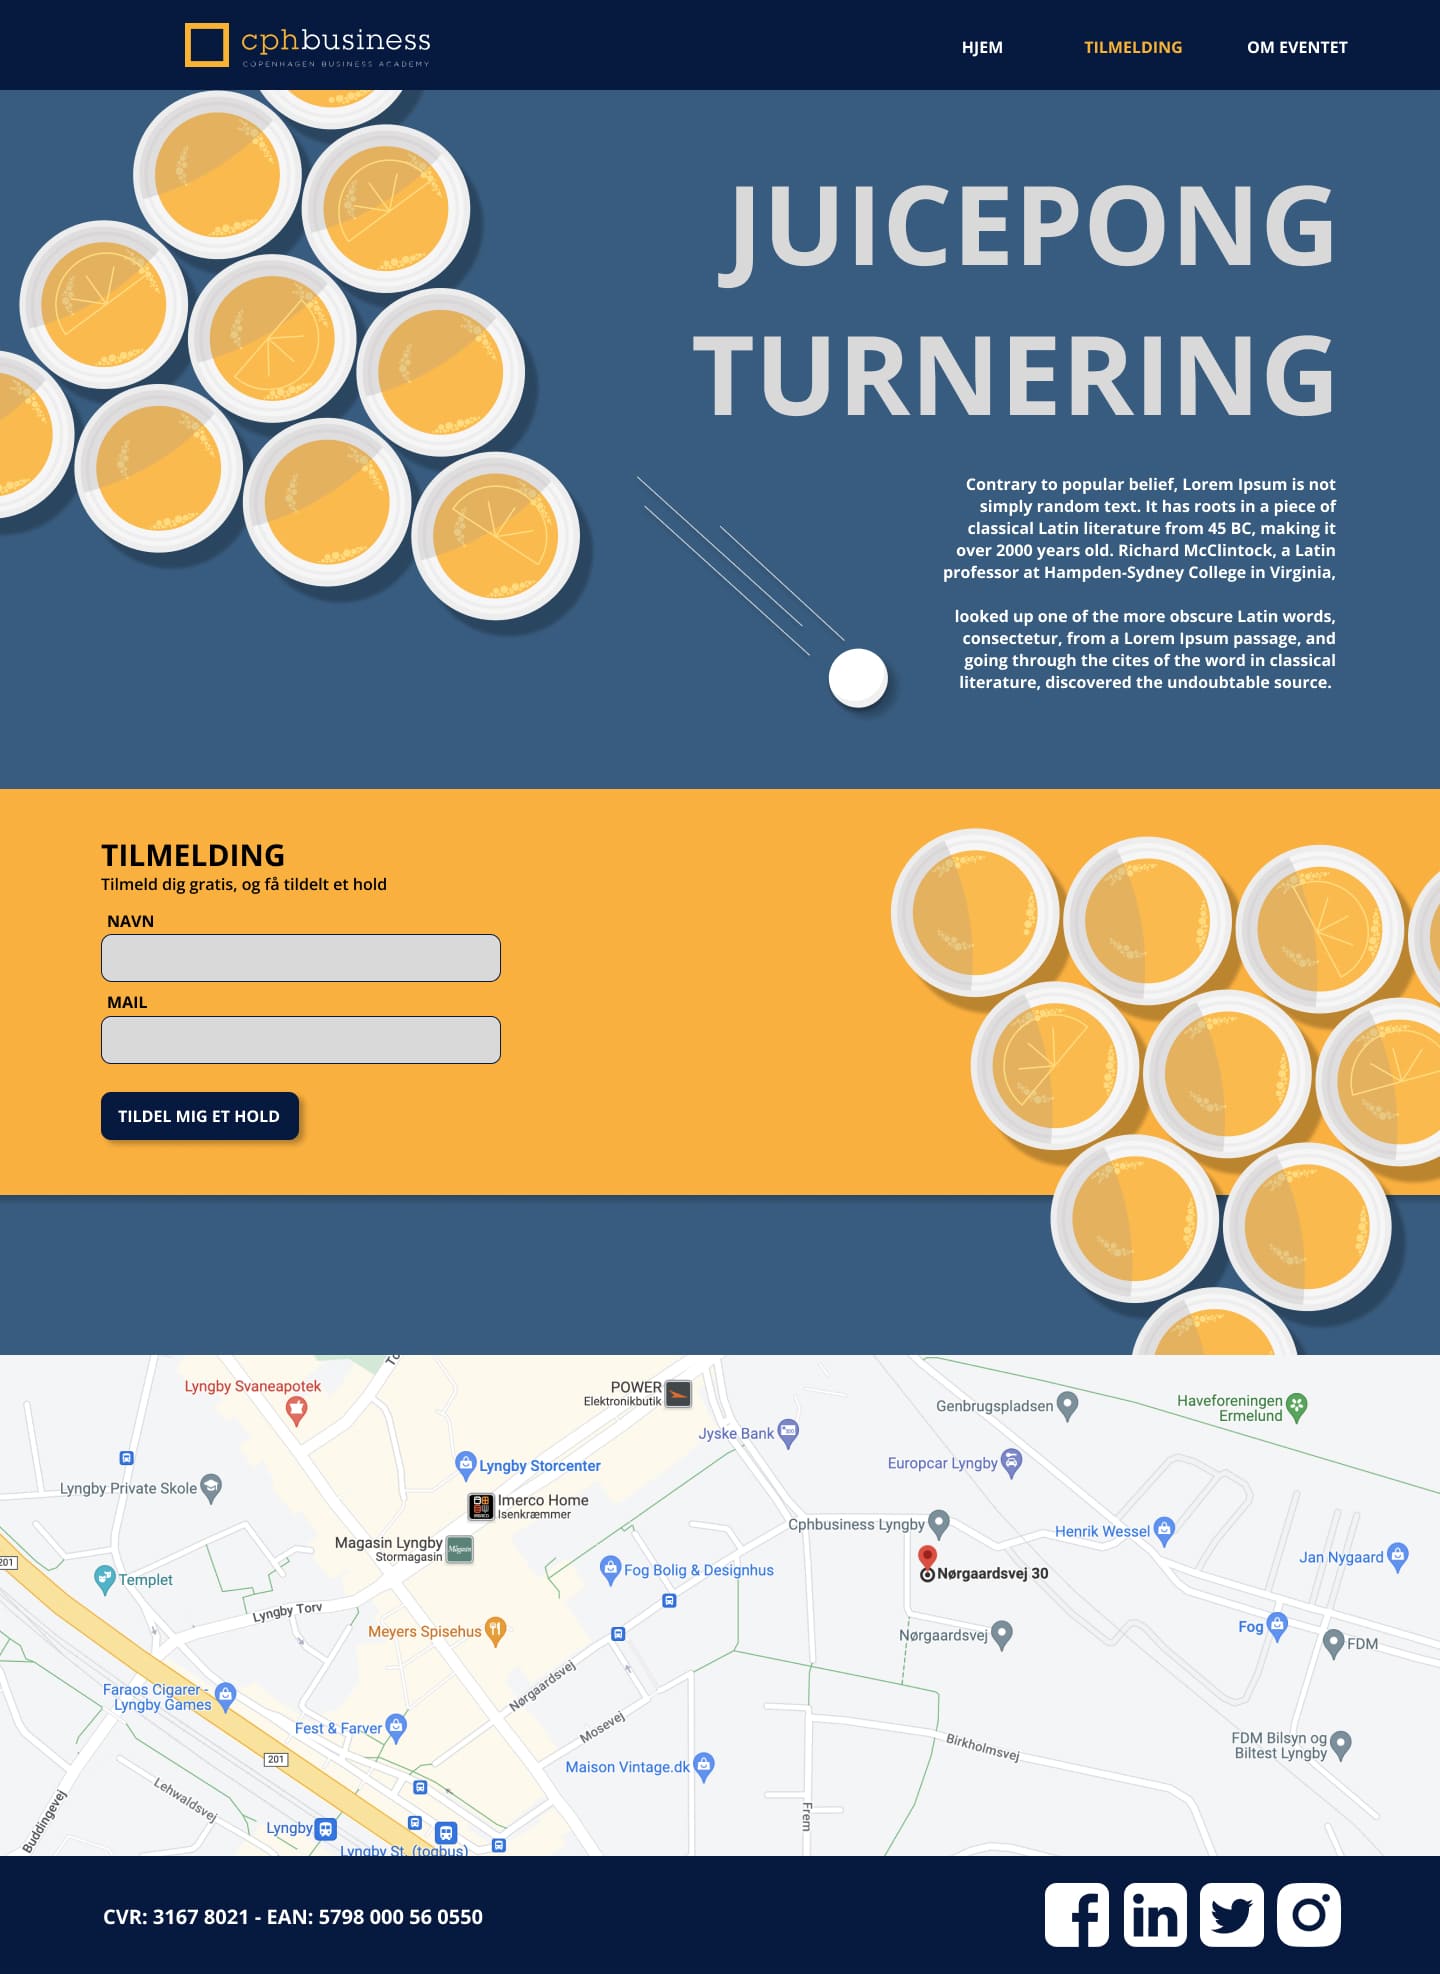 cphbusiness
COPENHAGEN BUSINESS ACADEMY
HJEM
TILMELDING
OM EVENTET
JUICEPONG
TURNERING
Contrary to popular belief, Lorem Ipsum is not
simply random text. It has roots in a piece of
classical Latin literature from 45 BC, making it
over 2000 years old. Richard McClintock, a Latin
professor at Hampden-Sydney College in Virginia,
looked up one of the more obscure Latin words,
consectetur, from a Lorem Ipsum passage, and
going through the cites of the word in classical
literature, discovered the undoubtable source.
TILMELDING
Tilmeld dig gratis, og få tildelt et hold
NAVN
MAIL
TILDEL MIG ET HOLD
Lyngby Svaneapotek
POWER
Elektronikbutik
Genbrugspladsen
Haveforeningen
Ermelund
Jyske Bank
Lyngby Storcenter
Europcar Lyngby
Lyngby Private Skole
Imerco Home
Isenkræmmer
Cphbusiness Lyngby
Henrik Wessel
Magasin Lyngby
Stormagasin
Magasin
Jan Nygaard
201
Templet
Fog Bolig & Designhus
Nørgaardsvej 30
Lyngby Torv
Meyers Spisehus
Fog
Nørgaardsvej
FDM
Nørgaardsvej
Faraos Cigarer -
Lyngby Games
Fest & Farver
Mosevej
FDM Bilsyn og
Biltest Lyngby
Birkholmsvej
201
Maison Vintage.dk
Lehwaldsvej
Buddingevej
Frem
Lyngby
Lyngby St. (togbus)
CVR: 3167 8021 - EAN: 5798 000 56 0550
in